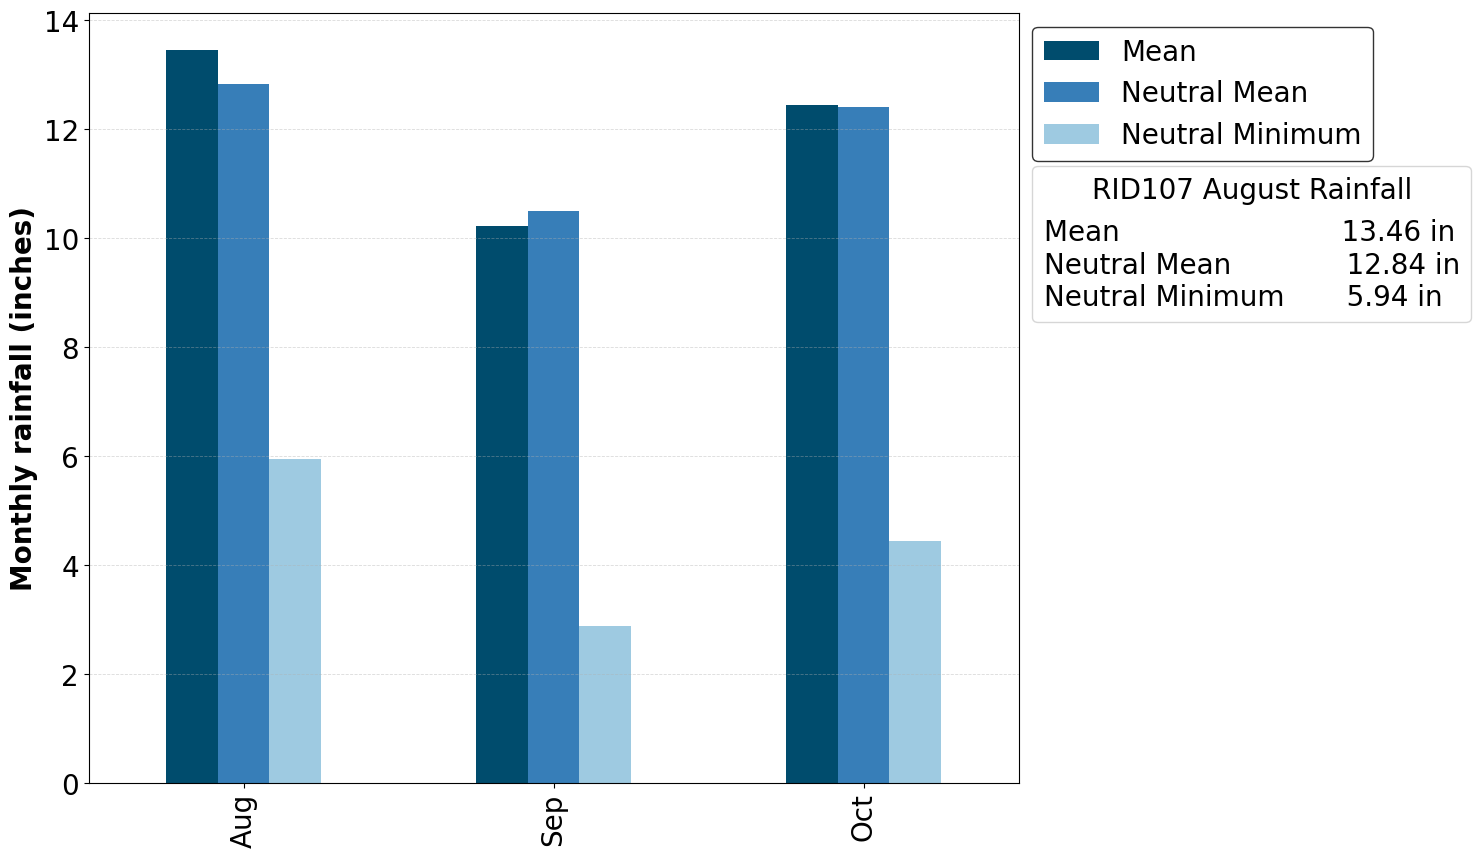 14
12
10
8
6
4
2
0
Monthly rainfall (inches)
Aug
Sep
Oct
Mean
Neutral Mean
Neutral Minimum
RID107 August Rainfall
Mean 13.46 in
Neutral Mean 12.84 in
Neutral Minimum 5.94 in